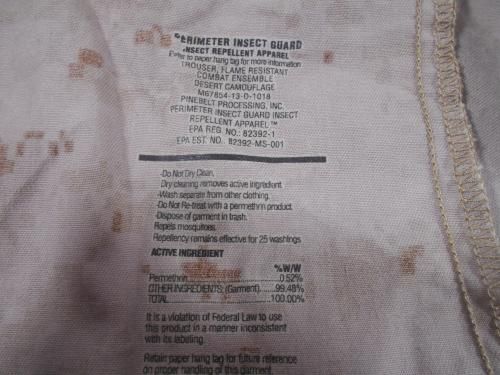 PERIMETER INSECT GUARD
INSECT REPELLENT APPAREL
Refer to paper hang tag for more information
TROUSER, FLAME RESISTANT
COMBAT ENSEMBLE
DESERT CAMOUFLAGE
M67854-13-D-1018
PINEBELT PROCESSING, INC.
PERIMETER INSECT GUARD INSECT
REPELLENT APPAREL™
EPA REG. NO.: 82392-1
EPA EST. NO.: 82392-MS-001
-Do Not Dry Clean.
Dry cleaning removes active ingredient.
-Wash separate from other clothing.
-Do Not Re-treat with a permethrin product.
-Dispose of garment in trash.
Repels mosquitoes.
Repellency remains effective for 25 washings
ACTIVE INGREDIENT
%W/W
Permethrin..................0.52%
OTHER INGREDIENTS: (Garment)......99.48%
TOTAL..................100.00%
It is a violation of Federal Law to use
this product in a manner inconsistent
with its labeling.
Retain paper hang tag for future reference
on proper handling of this garment.